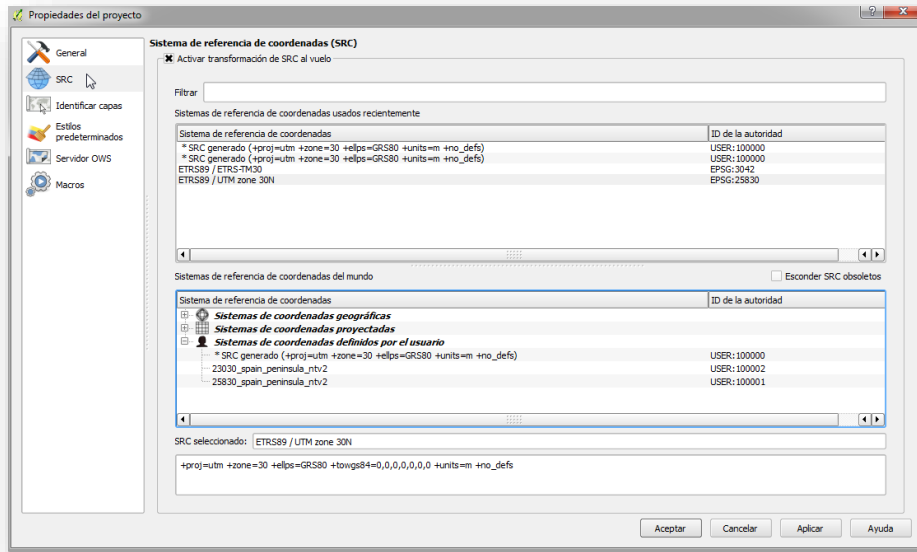 Propiedades del proyecto
General
SRC
Identificar capas
Estilos
predeterminados
Servidor OWS
Macros
Sistema de referencia de coordenadas (SRC)
Activar transformación de SRC al vuelo
Filtrar
Sistemas de referencia de coordenadas usados recientemente
Sistema de referencia de coordenadas ID de la autoridad
* SRC generado (+proj=utm +zone=30 +ellps=GRS80 +units=m +no_defs) USER:100000
* SRC generado (+proj=utm +zone=30 +ellps=GRS80 +units=m +no_defs) USER:100000
ETRS89 / ETRS-TM30 EPSG:3042
ETRS89 / UTM zone 30N EPSG:25830
Sistemas de referencia de coordenadas del mundo Esconder SRC obsoletos
Sistema de referencia de coordenadas ID de la autoridad
Sistemas de coordenadas geográficas
Sistemas de coordenadas proyectadas
Sistemas de coordenadas definidos por el usuario
* SRC generado (+proj=utm +zone=30 +ellps=GRS80 +units=m +no_defs) USER:100000
23030_spain_peninsula_ntv2 USER:100002
25830_spain_peninsula_ntv2 USER:100001
SRC seleccionado: ETRS89 / UTM zone 30N
+proj=utm +zone=30 +ellps=GRS80 +towgs84=0,0,0,0,0,0,0 +units=m +no_defs
Aceptar Cancelar Aplicar Ayuda